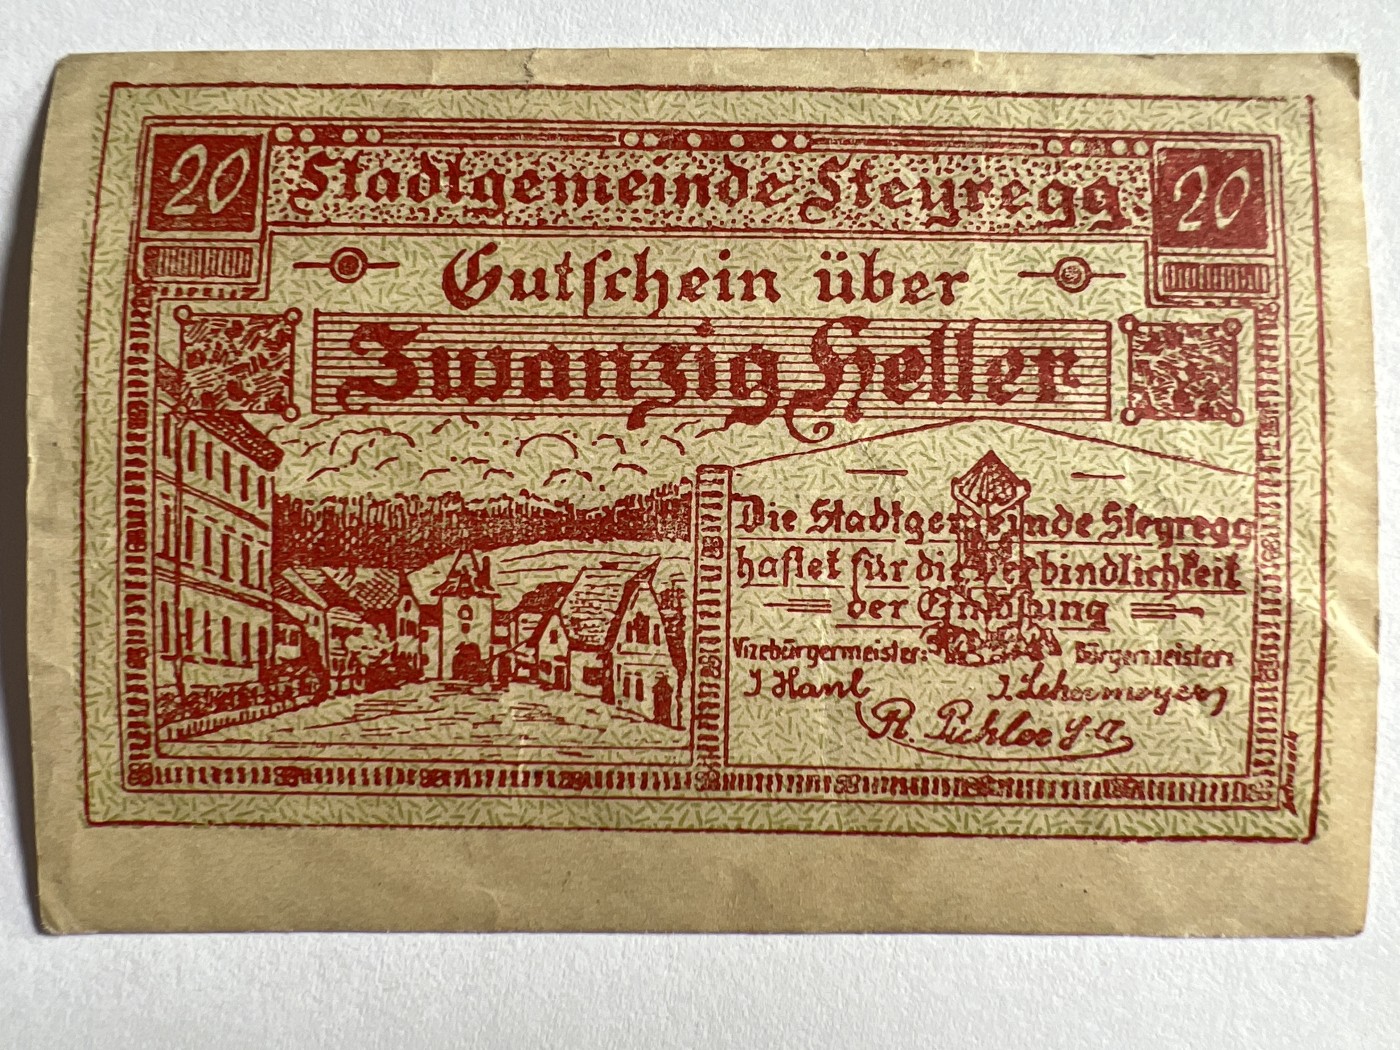 20 Stadtgemeinde Steyregg 20
Gutschein über
Zwanzig Heller
Die Stadtgemeinde Steyregg
haftet für die Verbindlichkeit
der Einlösung
Vizebürgermeister: Bürgermeister:
J Hanl J. Lehermayer
R. Pichler G.A.